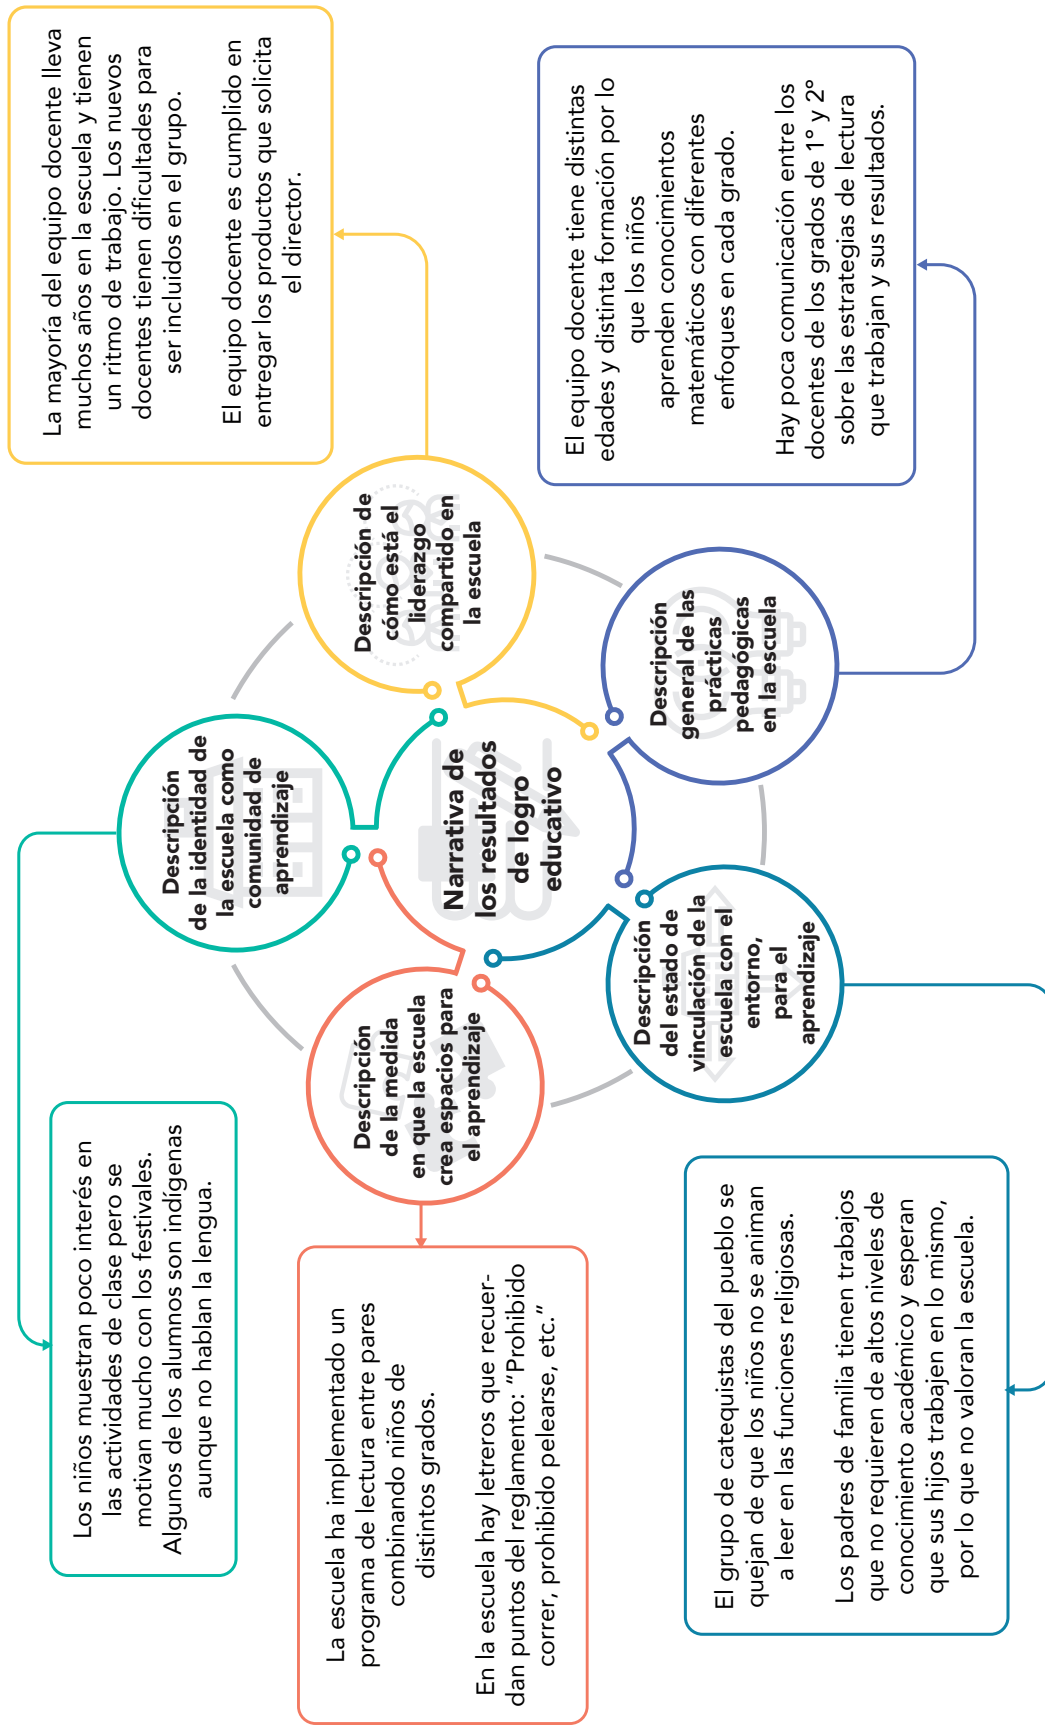 Los niños muestran poco interés en
las actividades de clase pero se
motivan mucho con los festivales.
Algunos de los alumnos son indígenas
aunque no hablan la lengua.
Descripción
de la identidad de
la escuela como
comunidad de
aprendizaje
La mayoría del equipo docente lleva
muchos años en la escuela y tienen
un ritmo de trabajo. Los nuevos
docentes tienen dificultades para
ser incluidos en el grupo.
El equipo docente es cumplido en
entregar los productos que solicita
el director.
La escuela ha implementado un
programa de lectura entre pares
combinando niños de
distintos grados.
En la escuela hay letreros que recuer-
dan puntos del reglamento: “Prohibido
correr, prohibido pelearse, etc.”
Descripción
de la medida
en que la escuela
crea espacios para
el aprendizaje
Narrativa de
los resultados
de logro
educativo
Descripción de
cómo está el
liderazgo
compartido en
la escuela
El grupo de catequistas del pueblo se
quejan de que los niños no se animan
a leer en las funciones religiosas.
Los padres de familia tienen trabajos
que no requieren de altos niveles de
conocimiento académico y esperan
que sus hijos trabajen en lo mismo,
por lo que no valoran la escuela.
Descripción
del estado de
vinculación de la
escuela con el
entorno,
para el
aprendizaje
Descripción
general de las
prácticas
pedagógicas
en la escuela
El equipo docente tiene distintas
edades y distinta formación por lo
que los niños
aprenden conocimientos
matemáticos con diferentes
enfoques en cada grado.
Hay poca comunicación entre los
docentes de los grados de 1° y 2°
sobre las estrategias de lectura
que trabajan y sus resultados.